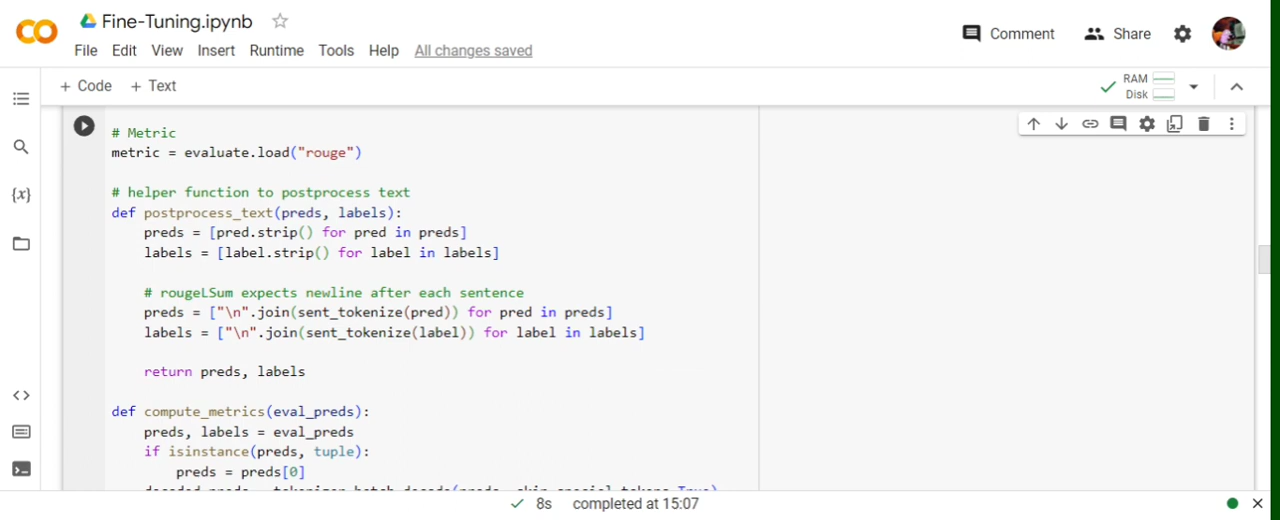 Fine-Tuning.ipynb
File Edit View Insert Runtime Tools Help All changes saved
Comment Share
+ Code + Text
RAM
Disk
# Metric
metric = evaluate.load("rouge")
# helper function to postprocess text
def postprocess_text(preds, labels):
    preds = [pred.strip() for pred in preds]
    labels = [label.strip() for label in labels]
    # rougeLSum expects newline after each sentence
    preds = ["\n".join(sent_tokenize(pred)) for pred in preds]
    labels = ["\n".join(sent_tokenize(label)) for label in labels]
    return preds, labels
def compute_metrics(eval_preds):
    preds, labels = eval_preds
    if isinstance(preds, tuple):
        preds = preds[0]
{x}
8s completed at 15:07